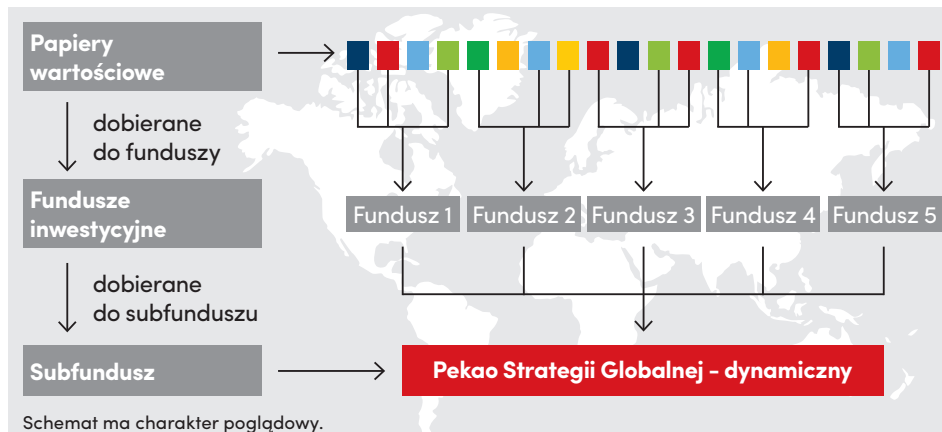 Papiery
wartościowe
dobierane
do funduszy
Fundusze
inwestycyjne
Fundusz 1
Fundusz 2
Fundusz 3
Fundusz 4
Fundusz 5
dobierane
do subfunduszu
Subfundusz
Pekao Strategii Globalnej - dynamiczny
Schemat ma charakter poglądowy.